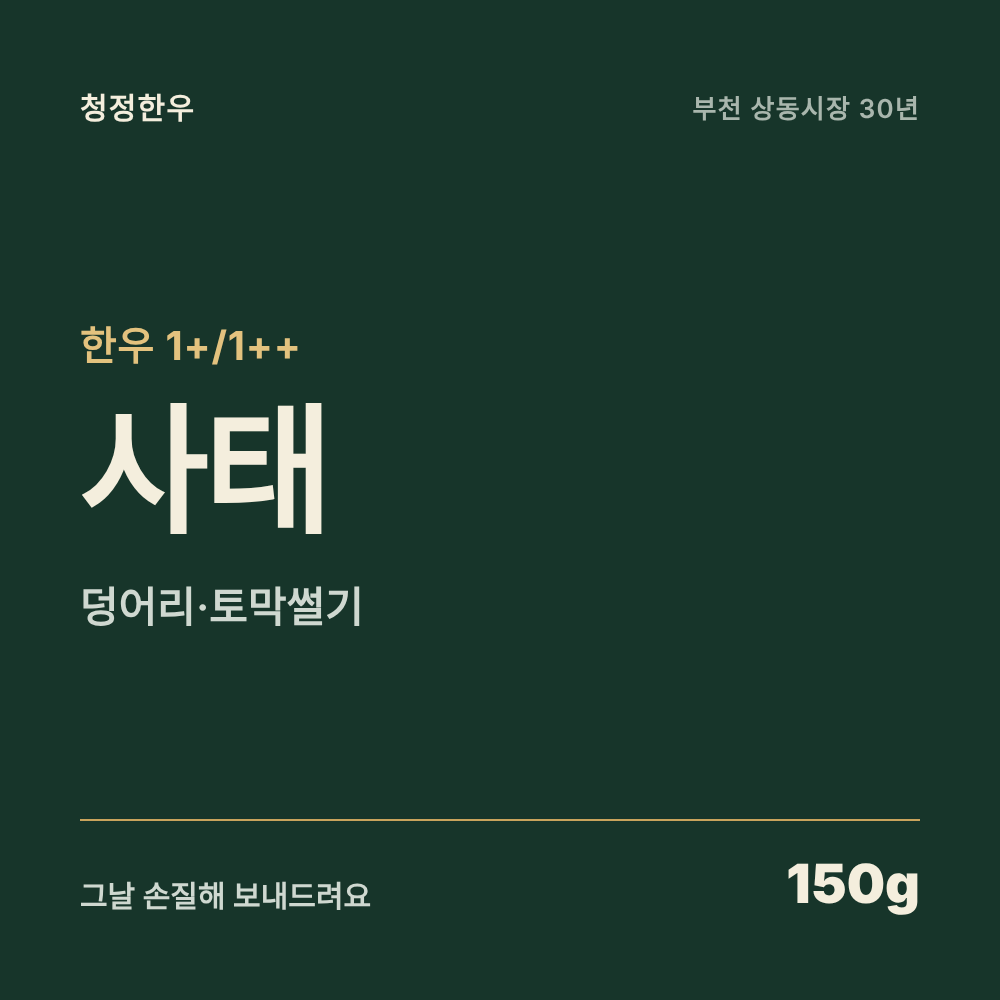 청정한우
부천 상동시장 30년
한우 1+/1++
사태
덩어리·토막썰기
그날 손질해 보내드려요
150g